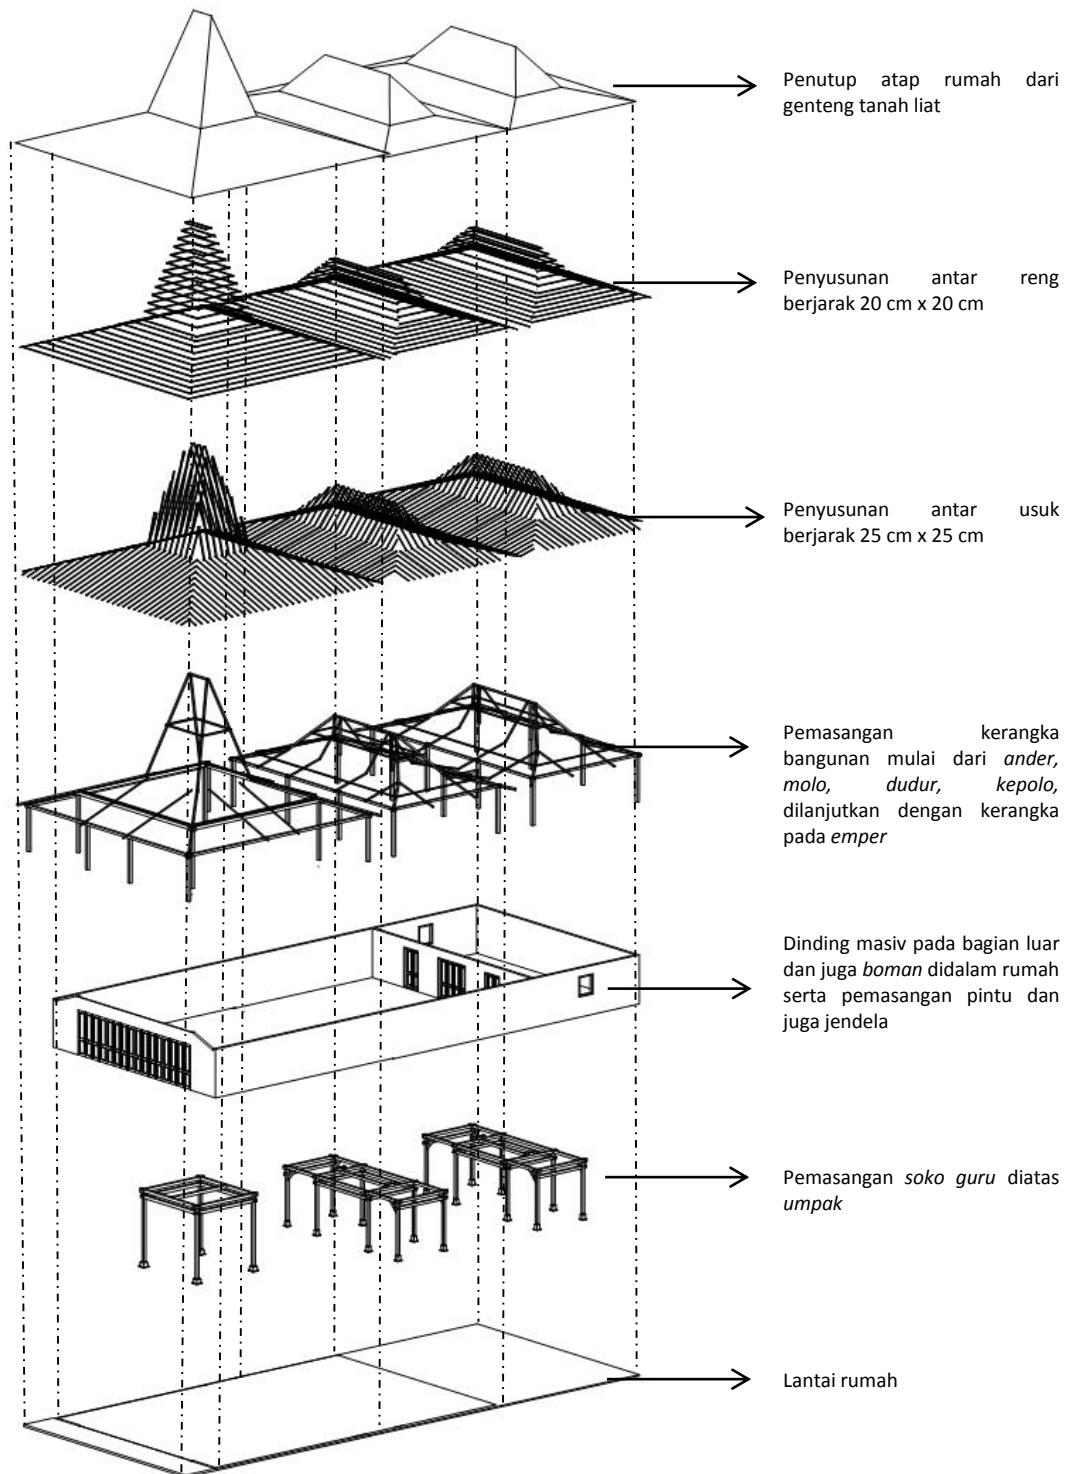 Penutup atap rumah dari
genteng tanah liat
Penyusunan antar reng
berjarak 20 cm x 20 cm
Penyusunan antar usuk
berjarak 25 cm x 25 cm
Pemasangan kerangka
bangunan mulai dari ander,
molo, dudur, kepolo,
dilanjutkan dengan kerangka
pada emper
Dinding masiv pada bagian luar
dan juga boman didalam rumah
serta pemasangan pintu dan
juga jendela
Pemasangan soko guru diatas
umpak
Lantai rumah